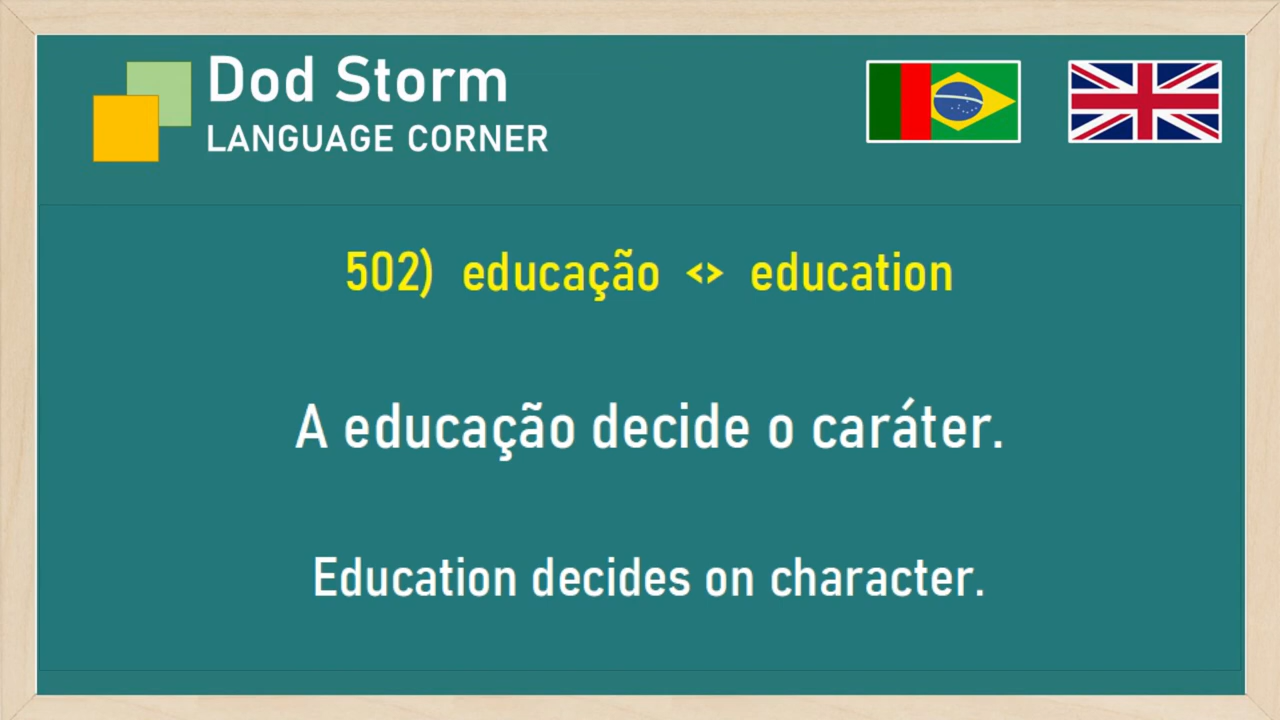 Dod Storm
LANGUAGE CORNER
502) educação <> education
A educação decide o caráter.
Education decides on character.